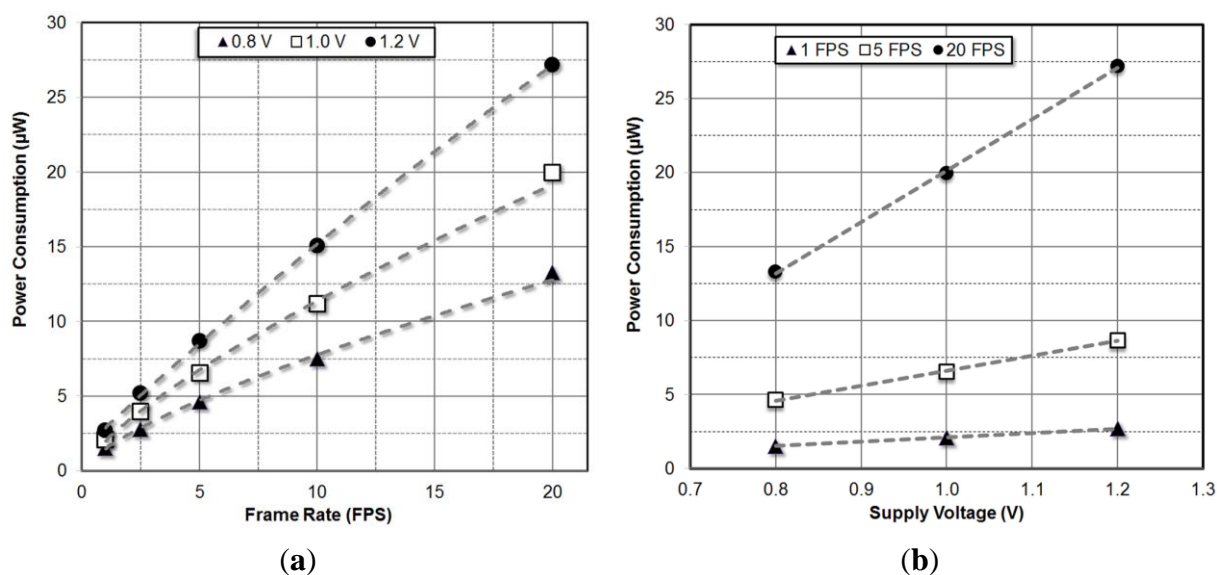 30
25
20
15
10
5
0
Power Consumption (µW)
0.8 V 1.0 V 1.2 V
0 5 10 15 20
Frame Rate (FPS)
(a)
30
25
20
15
10
5
0
Power Consumption (µW)
1 FPS 5 FPS 20 FPS
0.7 0.8 0.9 1.0 1.1 1.2 1.3
Supply Voltage (V)
(b)